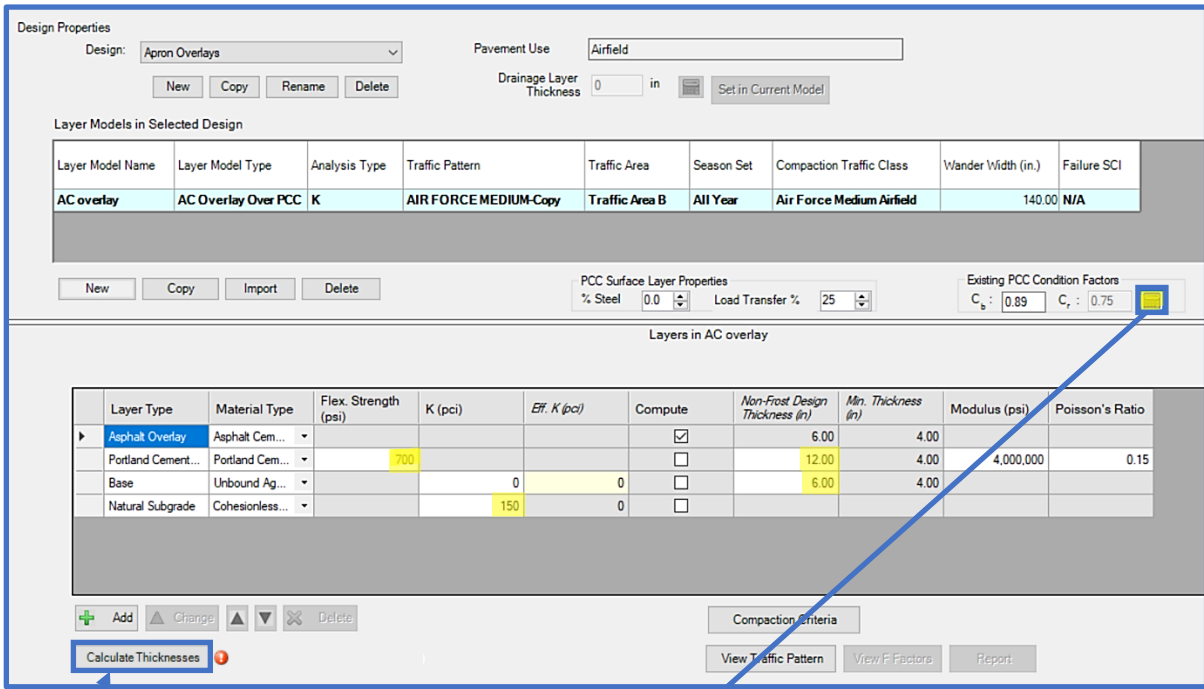 Design Properties
Design: Apron Overlays Pavement Use Airfield
New Copy Rename Delete Drainage Layer Thickness 0 in Set in Current Model
Layer Models in Selected Design
Layer Model Name Layer Model Type Analysis Type Traffic Pattern Traffic Area Season Set Compaction Traffic Class Wander Width (in.) Failure SCI
AC overlay AC Overlay Over PCC K AIR FORCE MEDIUM-Copy Traffic Area B All Year Air Force Medium Airfield 140.00 N/A
PCC Surface Layer Properties Existing PCC Condition Factors
New Copy Import Delete % Steel 0.0 Load Transfer % 25 Cb : 0.89 Cr : 0.75
Layers in AC overlay
Layer Type Material Type Flex. Strength (psi) K (pci) Eff. K (pci) Compute Non-Frost Design Thickness (in) Min. Thickness (in) Modulus (psi) Poisson's Ratio
Asphalt Overlay Asphalt Cem... 6.00 4.00
Portland Cement... Portland Cem... 700 12.00 4.00 4,000,000 0.15
Base Unbound Ag... 0 0 6.00 4.00
Natural Subgrade Cohesionless... 150 0
Add Change Delete Compaction Criteria
Calculate Thicknesses View Traffic Pattern View F Factors Report